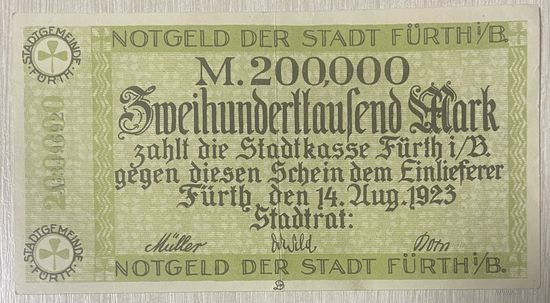 STADTGEMEINDE FÜRTH
NOTGELD DER STADT FÜRTH i/B.
M. 200,000
Zweihunderttausend Mark
zahlt die Stadtkasse Fürth i/B.
gegen diesen Schein dem Einlieferer
Fürth den 14. Aug. 1923
Stadtrat:
Müller Wild
STADTGEMEINDE FÜRTH
NOTGELD DER STADT FÜRTH i/B.